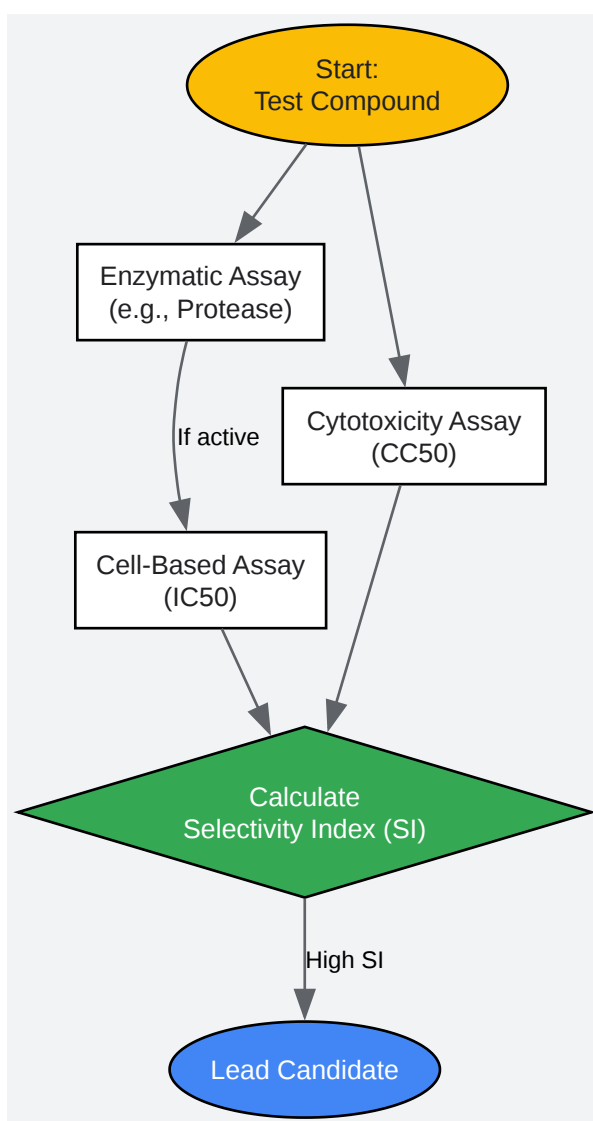 Start:
Test Compound
Enzymatic Assay
(e.g., Protease)
If active
Cytotoxicity Assay
(CC50)
Cell-Based Assay
(IC50)
Calculate
Selectivity Index (SI)
High SI
Lead Candidate